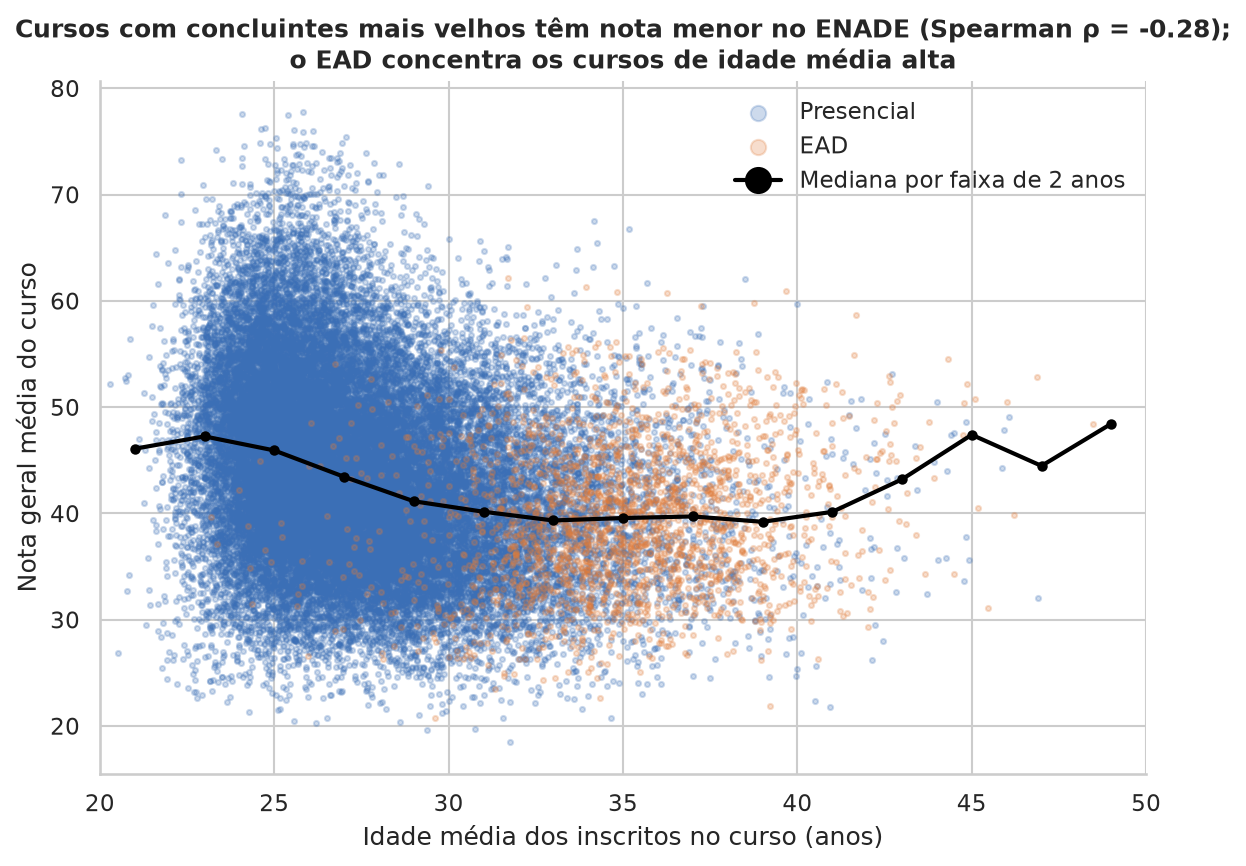 Cursos com concluintes mais velhos têm nota menor no ENADE (Spearman ρ = -0.28);
o EAD concentra os cursos de idade média alta
Presencial
EAD
Mediana por faixa de 2 anos
Nota geral média do curso
80
70
60
50
40
30
20
20 25 30 35 40 45 50
Idade média dos inscritos no curso (anos)